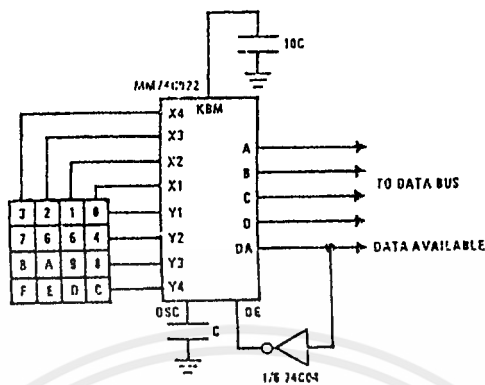 10C
MM74C922
KBM
X4
X3
X2
X1
Y1
Y2
Y3
Y4
A
B
C
D
DA
TO DATA BUS
DATA AVAILABLE
3 2 1 0
7 6 5 4
B A 9 8
F E D C
OSC
OE
C
1/6 74C04